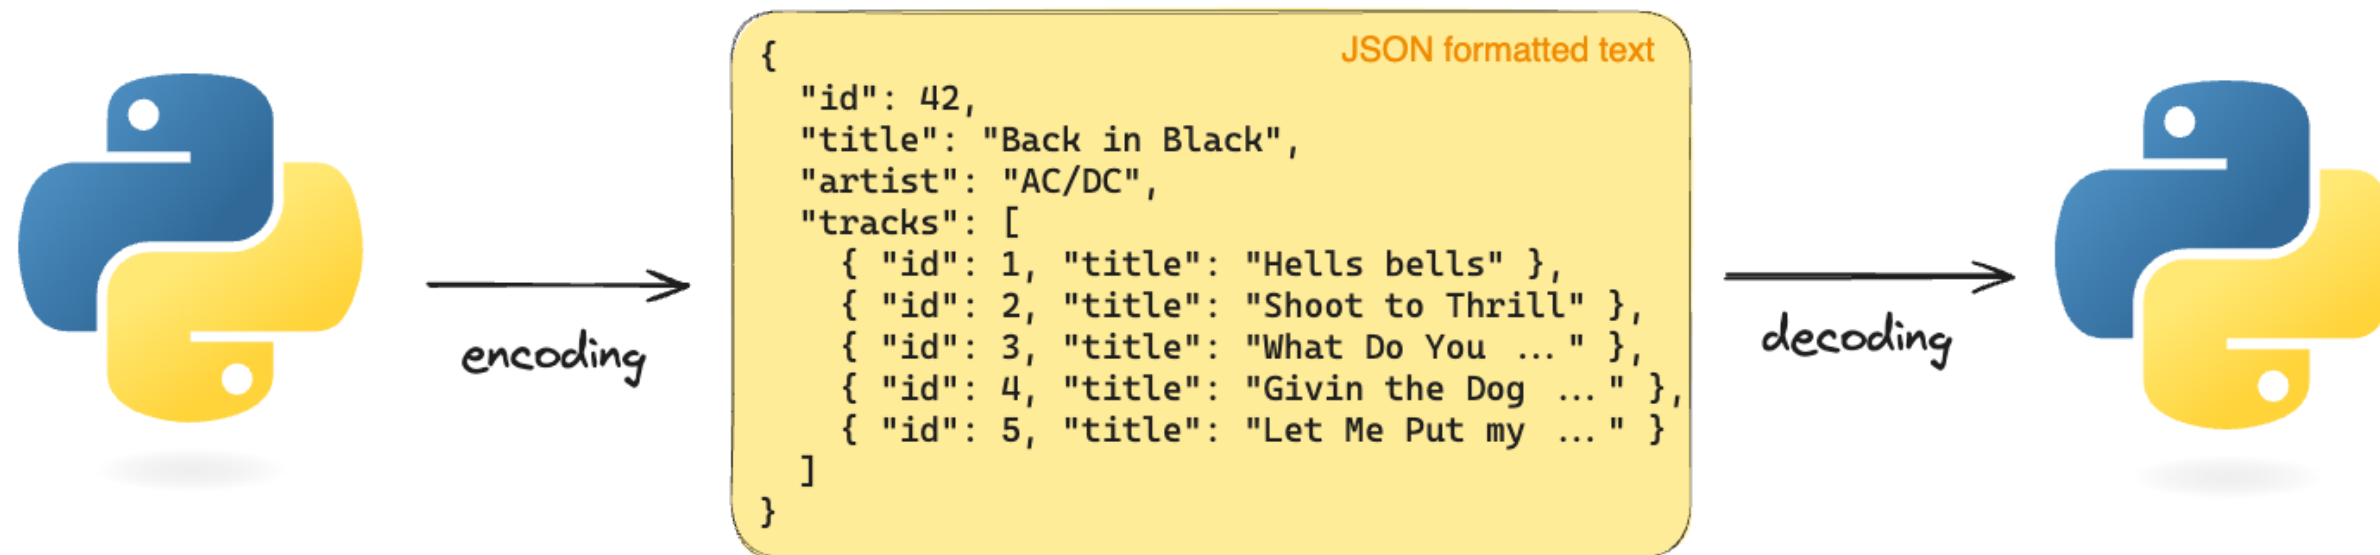 JSON formatted text
{
  "id": 42,
  "title": "Back in Black",
  "artist": "AC/DC",
  "tracks": [
    { "id": 1, "title": "Hells bells" },
    { "id": 2, "title": "Shoot to Thrill" },
    { "id": 3, "title": "What Do You ..." },
    { "id": 4, "title": "Givin the Dog ..." },
    { "id": 5, "title": "Let Me Put my ..." }
  ]
}
encoding
decoding